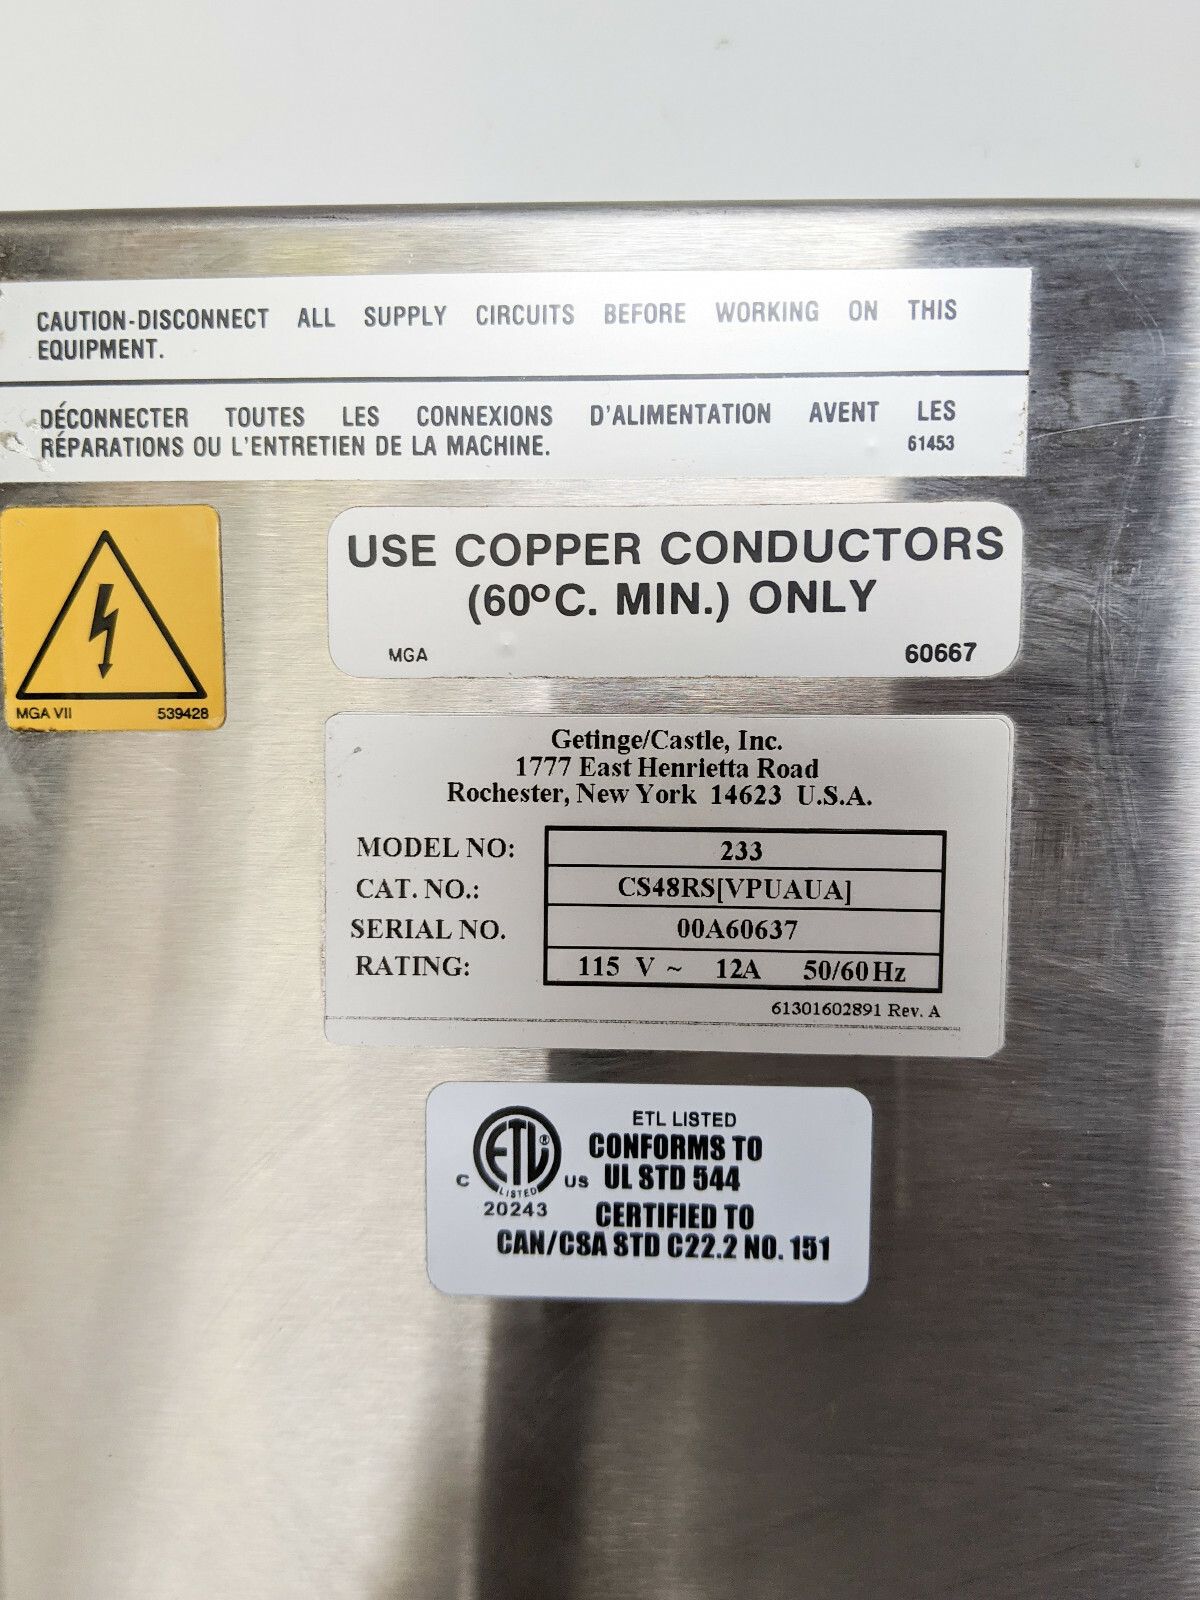 CAUTION-DISCONNECT ALL SUPPLY CIRCUITS BEFORE WORKING ON THIS
EQUIPMENT.
DÉCONNECTER TOUTES LES CONNEXIONS D'ALIMENTATION AVENT LES
RÉPARATIONS OU L'ENTRETIEN DE LA MACHINE. 61453
MGA VII 539428
USE COPPER CONDUCTORS
(60°C. MIN.) ONLY
MGA 60667
Getinge/Castle, Inc.
1777 East Henrietta Road
Rochester, New York 14623 U.S.A.
MODEL NO: 233
CAT. NO.: CS48RS[VPUAUA]
SERIAL NO. 00A60637
RATING: 115 V ~ 12A 50/60 Hz
61301602891 Rev. A
ETL LISTED
CONFORMS TO
UL STD 544
CERTIFIED TO
CAN/CSA STD C22.2 NO. 151
C ETL® US
LISTED
20243